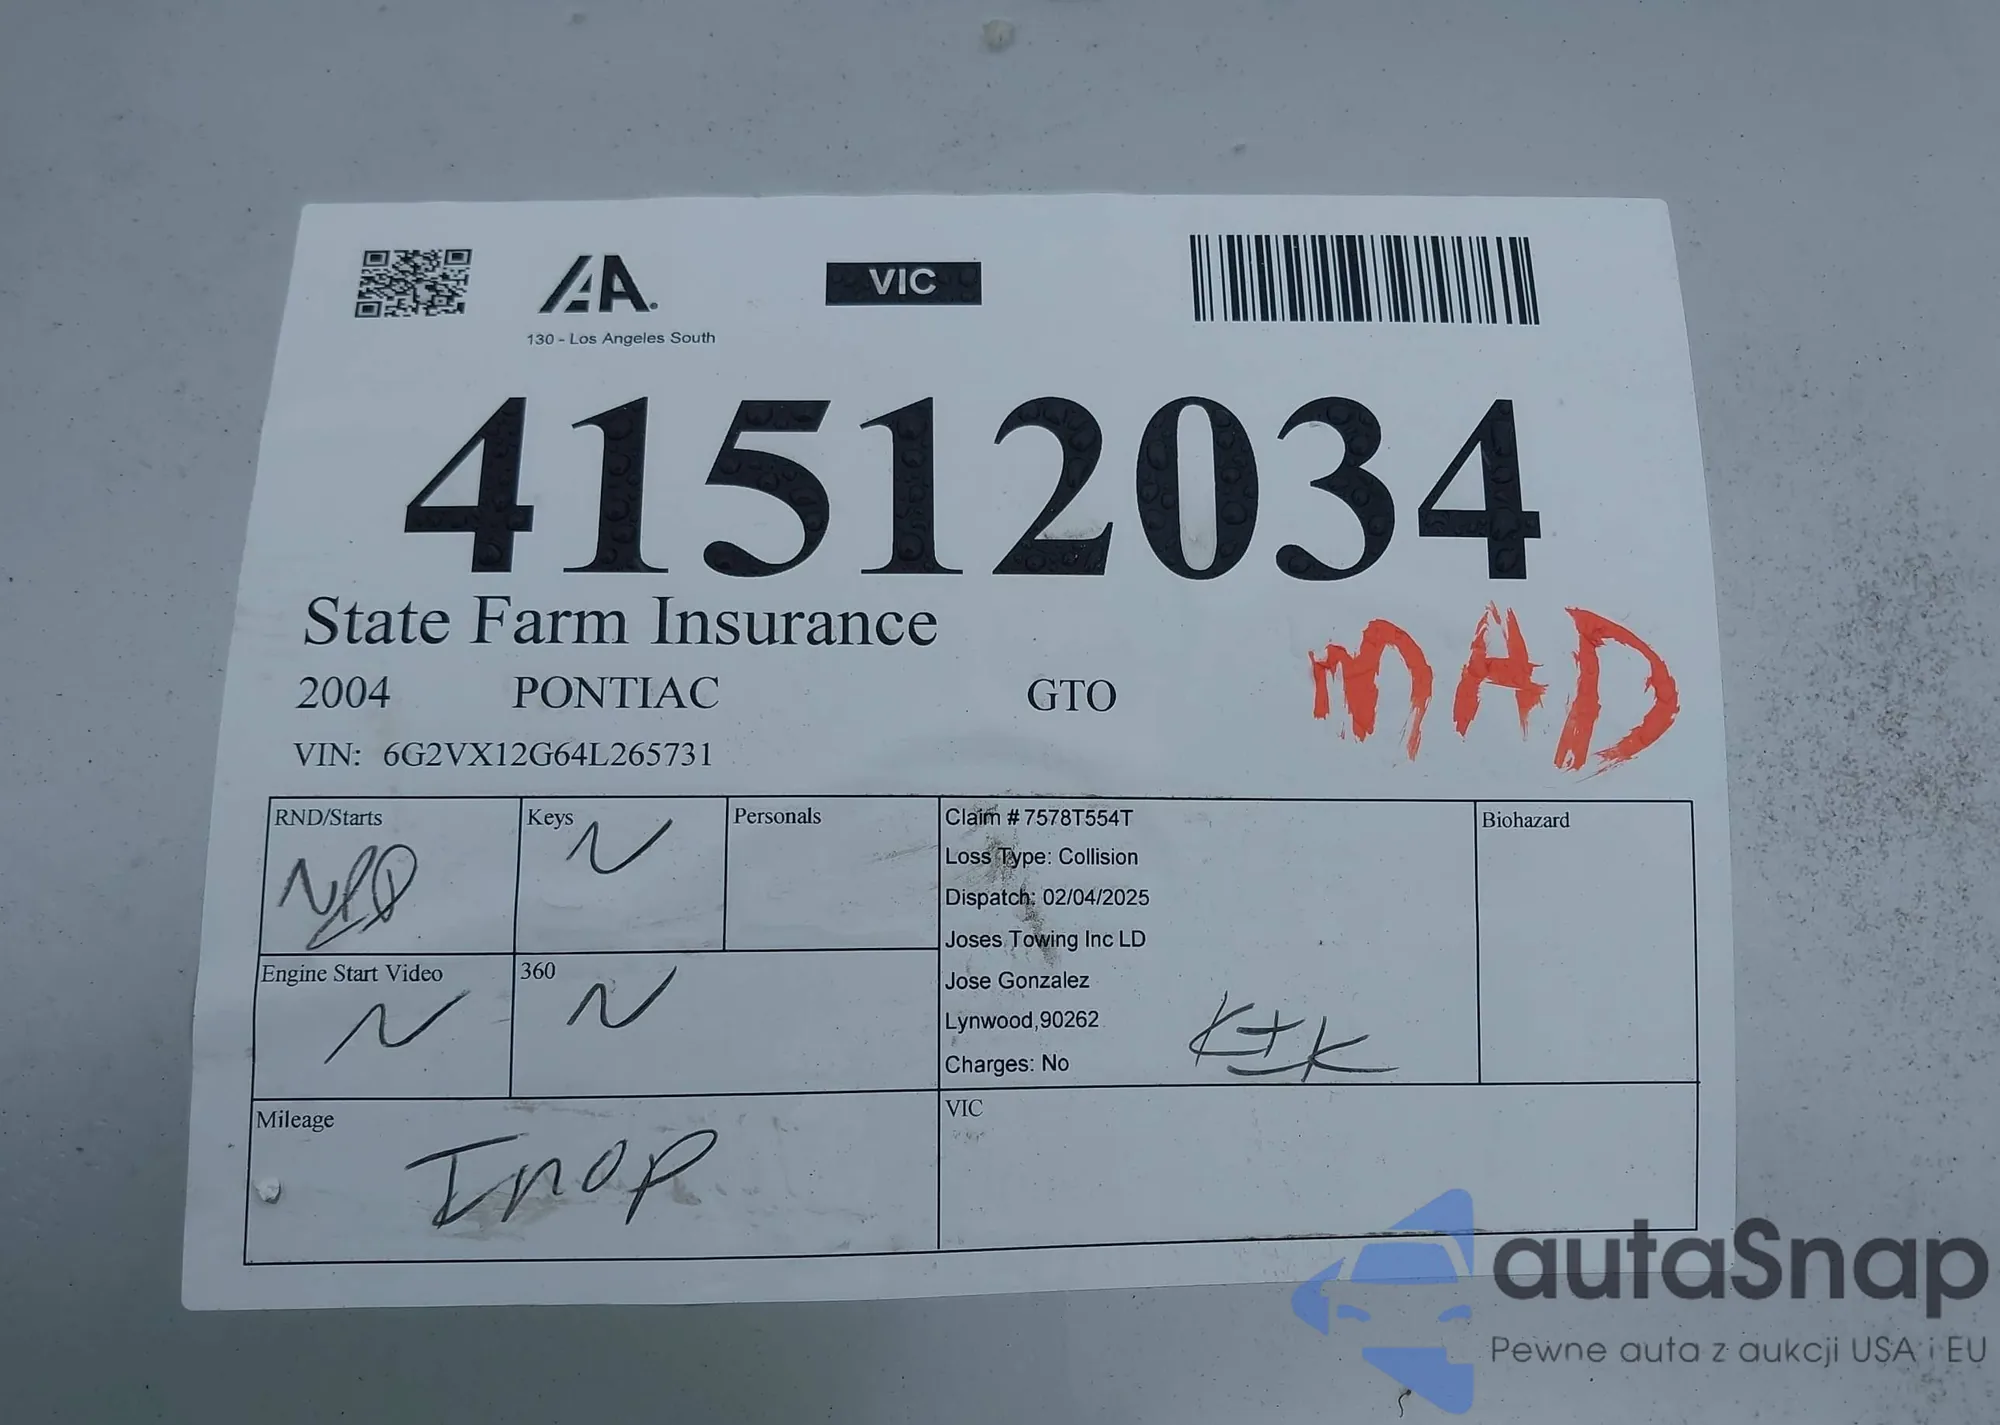 IAA.
VIC
130 - Los Angeles South
41512034
State Farm Insurance
MAD
2004 PONTIAC GTO
VIN: 6G2VX12G64L265731
RND/Starts
Keys
N
Personals
Claim # 7578T554T
Loss Type: Collision
Dispatch: 02/04/2025
Joses Towing Inc LD
Jose Gonzalez
Lynwood,90262
Charges: No
Biohazard
Engine Start Video
N
360
N
Mileage
Inop
VIC
autaSnap
Pewne auta z aukcji USA i EU